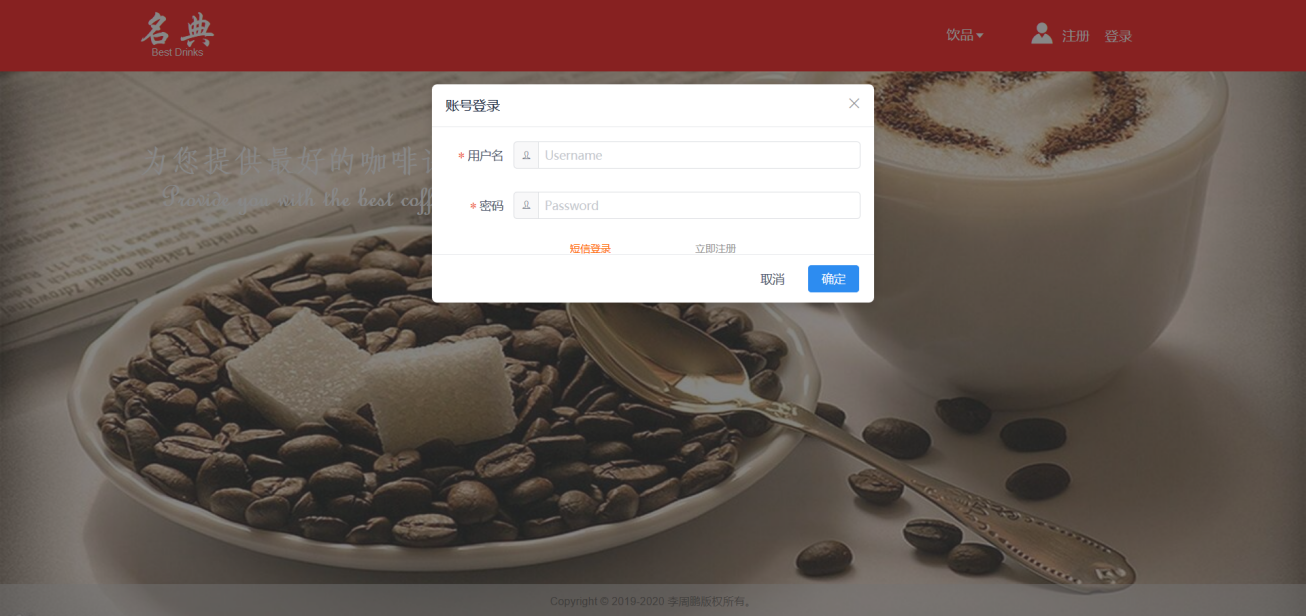 名典
Best Drinks
饮品
注册
登录
账号登录
为您提供最好的咖啡
Provide you with the best coff
* 用户名
Username
* 密码
Password
短信登录
立即注册
取消
确定
Copyright © 2019-2020 李周鹏版权所有。